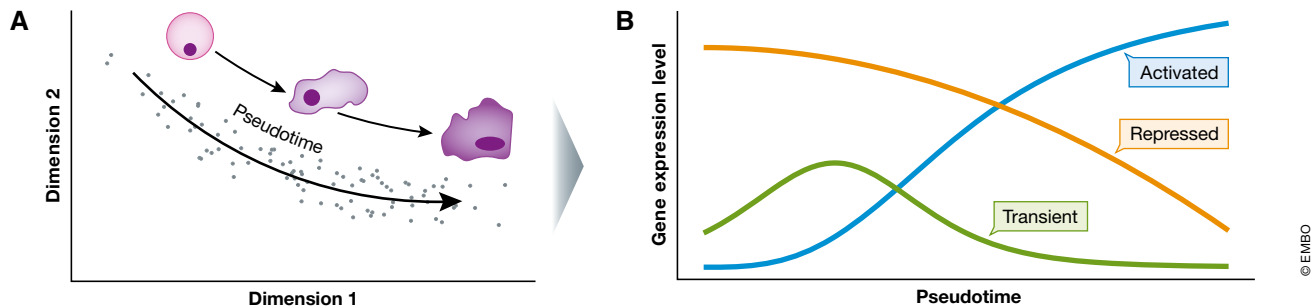 A
Dimension 2
Pseudotime
Dimension 1
B
Gene expression level
Activated
Repressed
Transient
Pseudotime
© EMBO